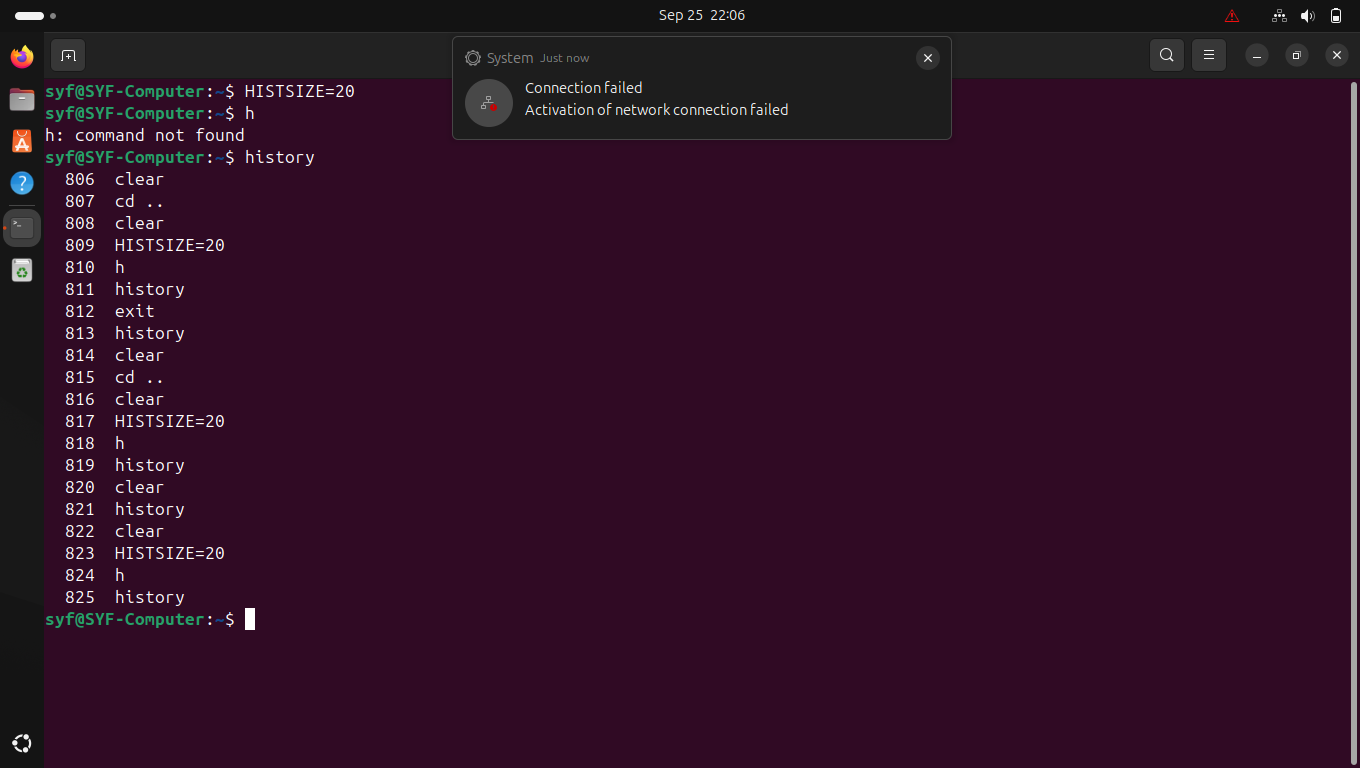 Sep 25 22:06
System Just now
Connection failed
Activation of network connection failed
syf@SYF-Computer:~$ HISTSIZE=20
syf@SYF-Computer:~$ h
h: command not found
syf@SYF-Computer:~$ history
806 clear
807 cd ..
808 clear
809 HISTSIZE=20
810 h
811 history
812 exit
813 history
814 clear
815 cd ..
816 clear
817 HISTSIZE=20
818 h
819 history
820 clear
821 history
822 clear
823 HISTSIZE=20
824 h
825 history
syf@SYF-Computer:~$